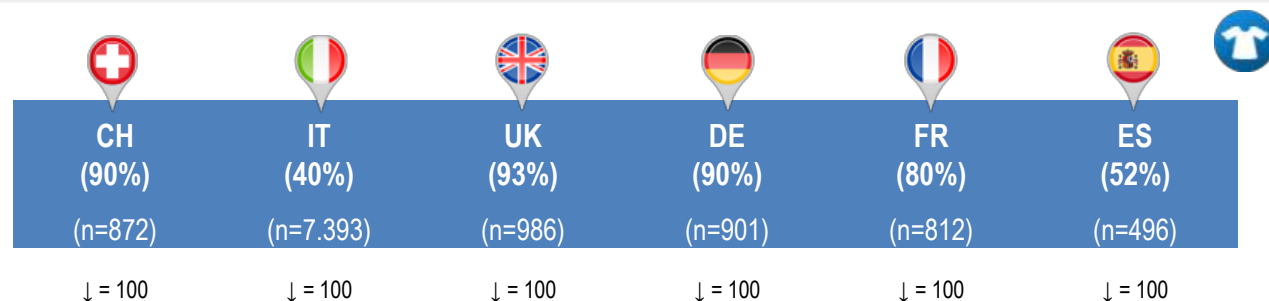 CH IT UK DE FR ES
(90%) (40%) (93%) (90%) (80%) (52%)
(n=872) (n=7.393) (n=986) (n=901) (n=812) (n=496)
↓ = 100 ↓ = 100 ↓ = 100 ↓ = 100 ↓ = 100 ↓ = 100